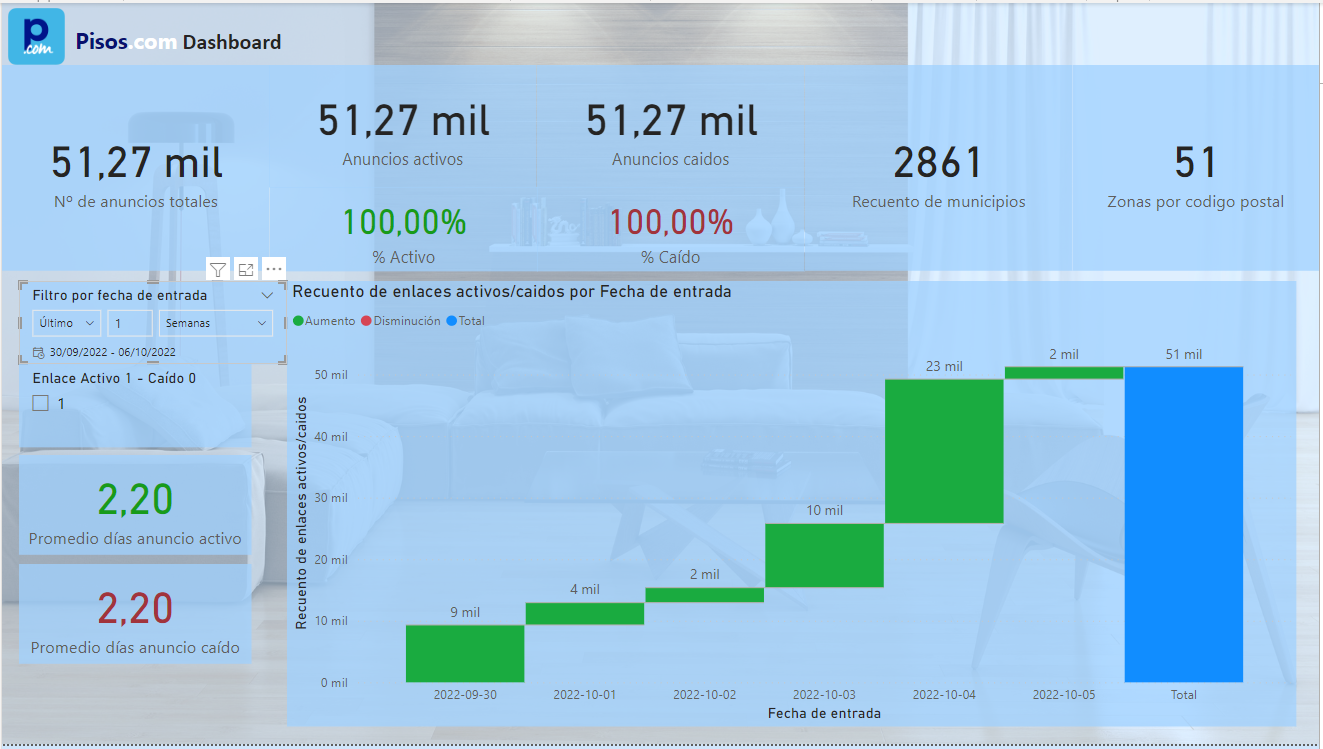 p
.com
Pisos.com Dashboard
51,27 mil
Nº de anuncios totales
51,27 mil
Anuncios activos
100,00%
% Activo
51,27 mil
Anuncios caidos
100,00%
% Caído
2861
Recuento de municipios
51
Zonas por codigo postal
Filtro por fecha de entrada
Último
1
Semanas
30/09/2022 - 06/10/2022
Enlace Activo 1 - Caído 0
1
2,20
Promedio días anuncio activo
2,20
Promedio días anuncio caído
Recuento de enlaces activos/caidos por Fecha de entrada
Aumento Disminución Total
Recuento de enlaces activos/caidos
50 mil
40 mil
30 mil
20 mil
10 mil
0 mil
9 mil
4 mil
2 mil
10 mil
23 mil
2 mil
51 mil
2022-09-30 2022-10-01 2022-10-02 2022-10-03 2022-10-04 2022-10-05 Total
Fecha de entrada